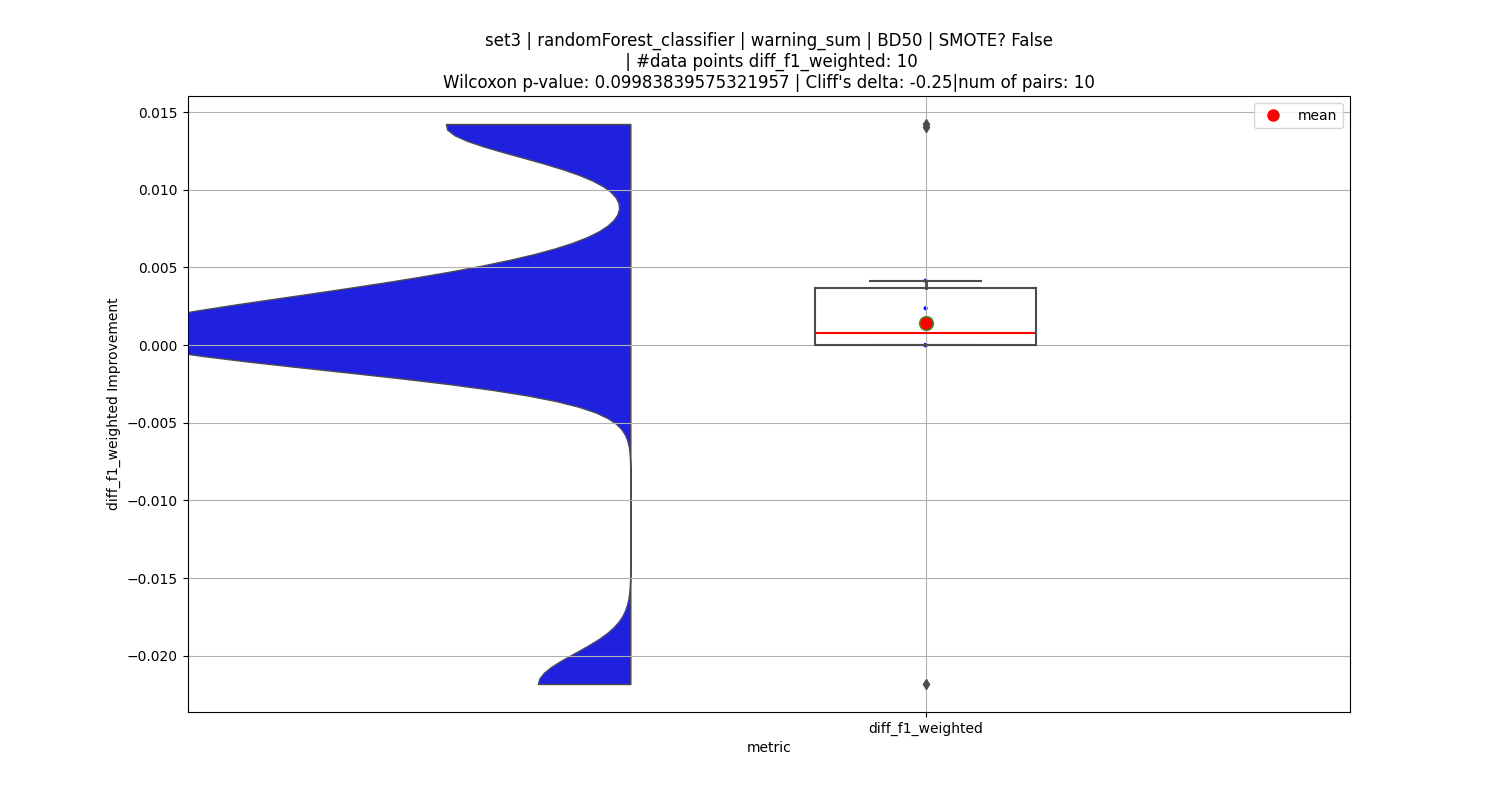 set3 | randomForest_classifier | warning_sum | BD50 | SMOTE? False
| #data points diff_f1_weighted: 10
Wilcoxon p-value: 0.09983839575321957 | Cliff's delta: -0.25|num of pairs: 10
mean
0.015
0.010
0.005
0.000
−0.005
−0.010
−0.015
−0.020
diff_f1_weighted Improvement
diff_f1_weighted
metric